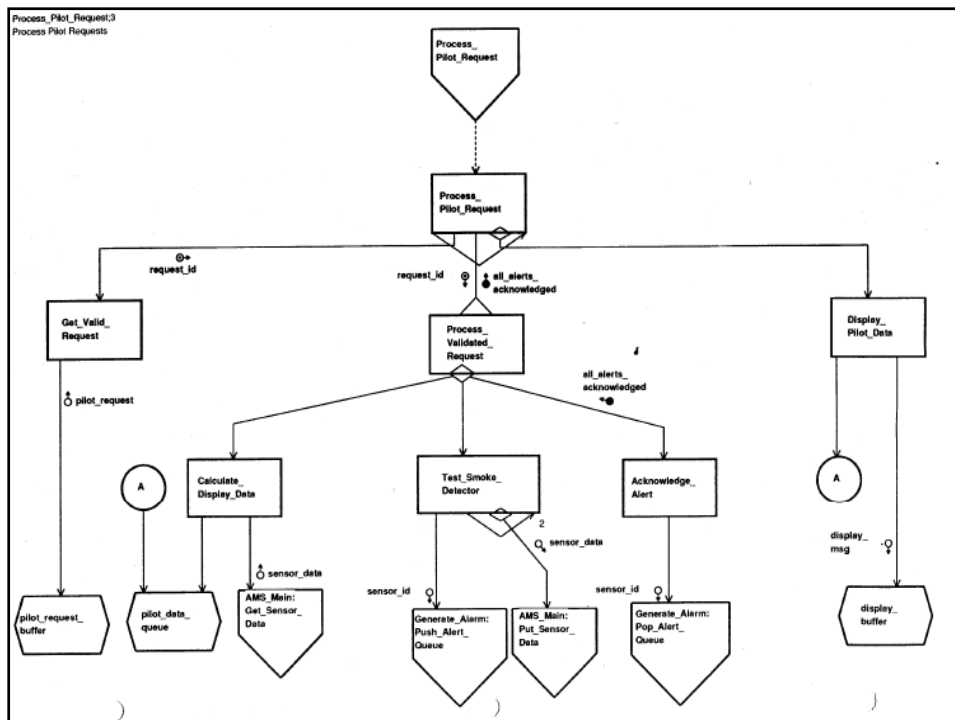 Process_Pilot_Request;3
Process Pilot Requests
Process_
Pilot_Request
Process_
Pilot_Request
request_id
request_id
all_alerts_
acknowledged
Get_Valid_
Request
Process_
Validated_
Request
Display_
Pilot_Data
all_alerts_
acknowledged
pilot_request
A
Calculate_
Display_Data
Test_Smoke_
Detector
Acknowledge_
Alert
A
2
sensor_data
display_
msg
sensor_data
sensor_id
sensor_id
pilot_request_
buffer
pilot_data_
queue
AMS_Main:
Get_Sensor_
Data
Generate_Alarm:
Push_Alert_
Queue
AMS_Main:
Put_Sensor_
Data
Generate_Alarm:
Pop_Alert_
Queue
display_
buffer